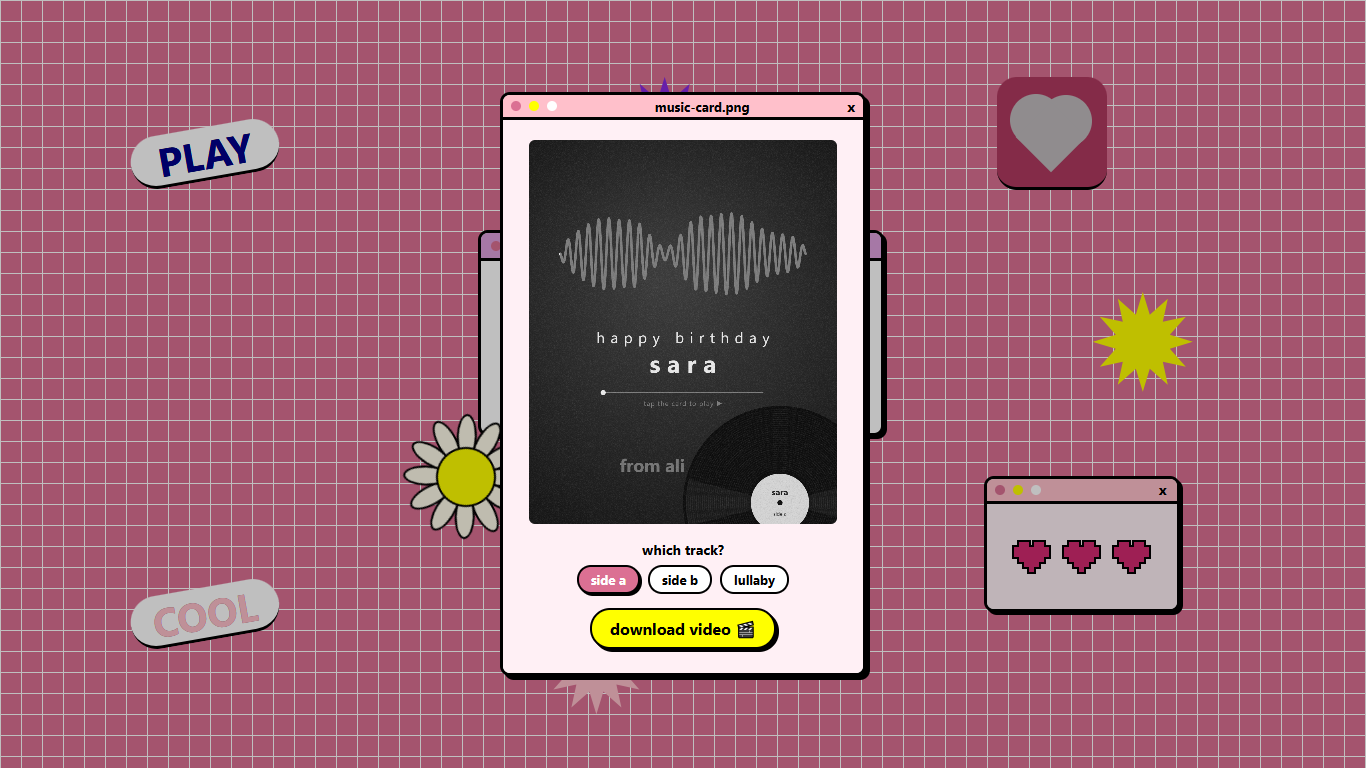 PLAY
music-card.png
x
happy birthday
sara
tap the card to play ▶
from ali
sara
side a
x
which track?
side a
side b
lullaby
download video 🎬
COOL